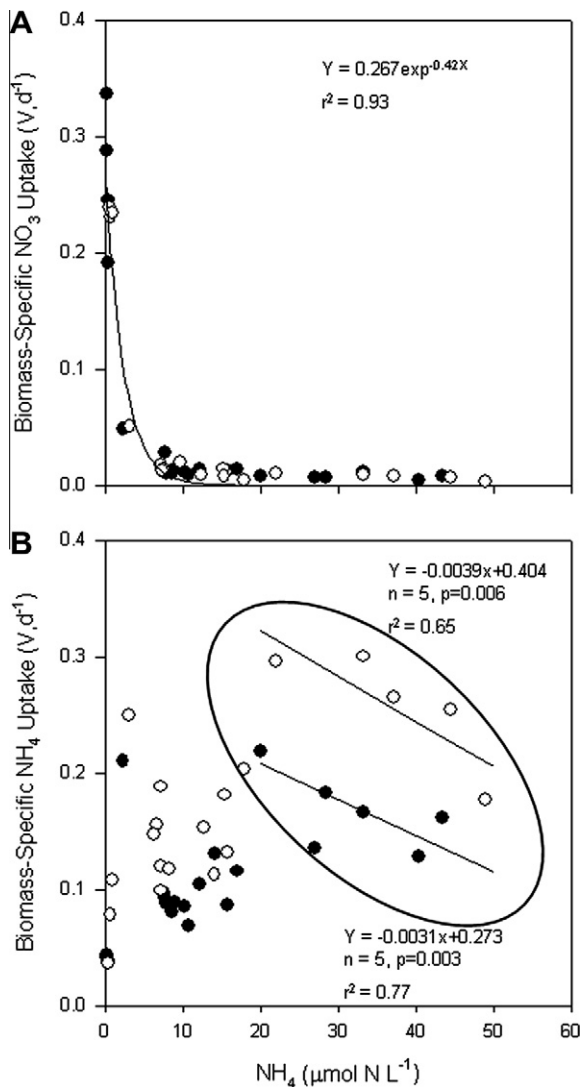 A
0.4
0.3
0.2
0.1
0.0
Biomass-Specific NO₃ Uptake (V,d⁻¹)
Y = 0.267exp⁻⁰·⁴²ˣ
r² = 0.93
B
0.4
0.3
0.2
0.1
0.0
Biomass-Specific NH₄ Uptake (V,d⁻¹)
Y = -0.0039x+0.404
n = 5, p=0.006
r² = 0.65
Y = -0.0031x+0.273
n = 5, p=0.003
r² = 0.77
0 10 20 30 40 50 60
NH₄ (µmol N L⁻¹)